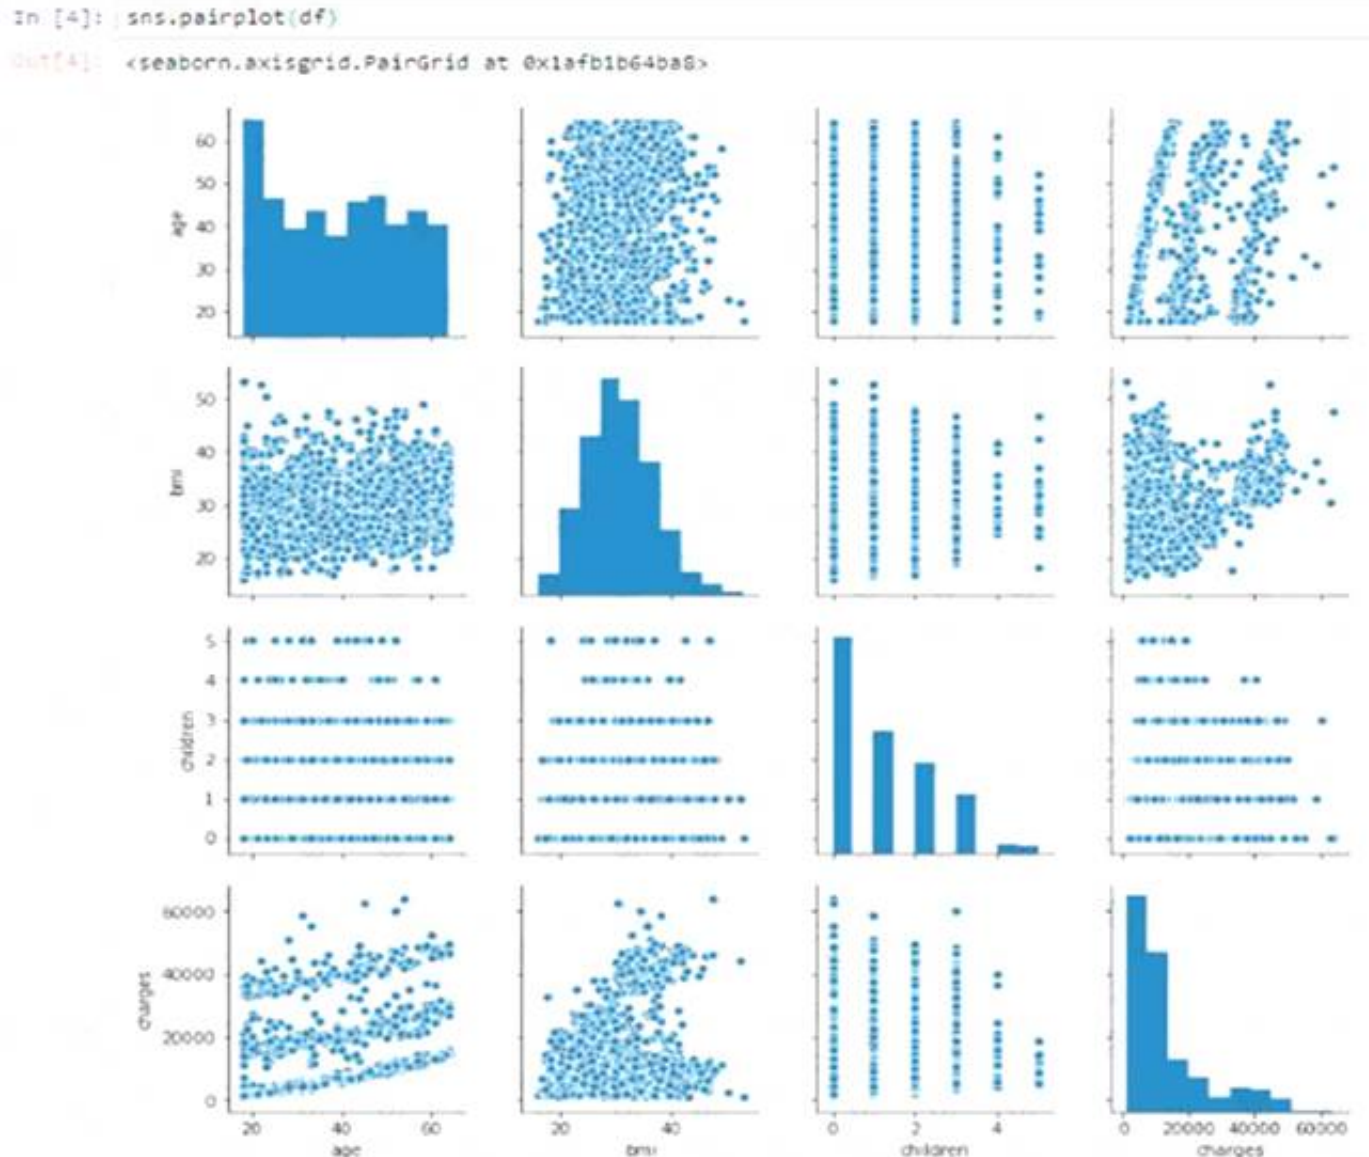 In [4]: sns.pairplot(df)
Out[4]: <seaborn.axisgrid.PairGrid at 0x1afb1b64ba8>
60
50
40
30
20
age
50
40
30
20
bmi
5
4
3
2
1
0
children
60000
40000
20000
0
charges
20 40 60
20 40
0 2 4
0 20000 40000 60000
age
bmi
children
charges